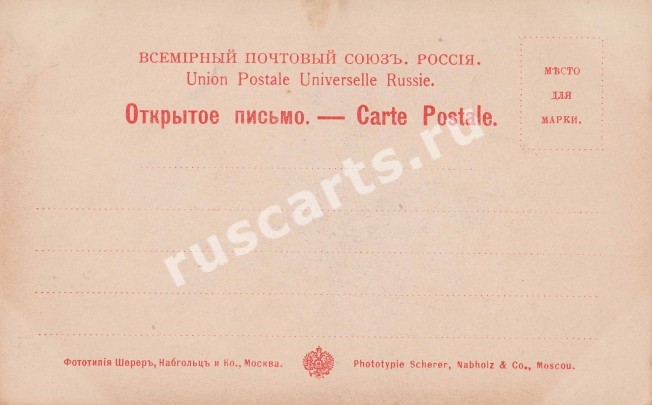 ВСЕМІРНЫЙ ПОЧТОВЫЙ СОЮЗЪ. РОССІЯ.
Union Postale Universelle Russie.
Открытое письмо. — Carte Postale.
МѢСТО
ДЛЯ
МАРКИ.
ruscarts.ru
Фототипія Шереръ, Набгольцъ и Ко., Москва.
Phototypie Scherer, Nabholz & Co., Moscou.